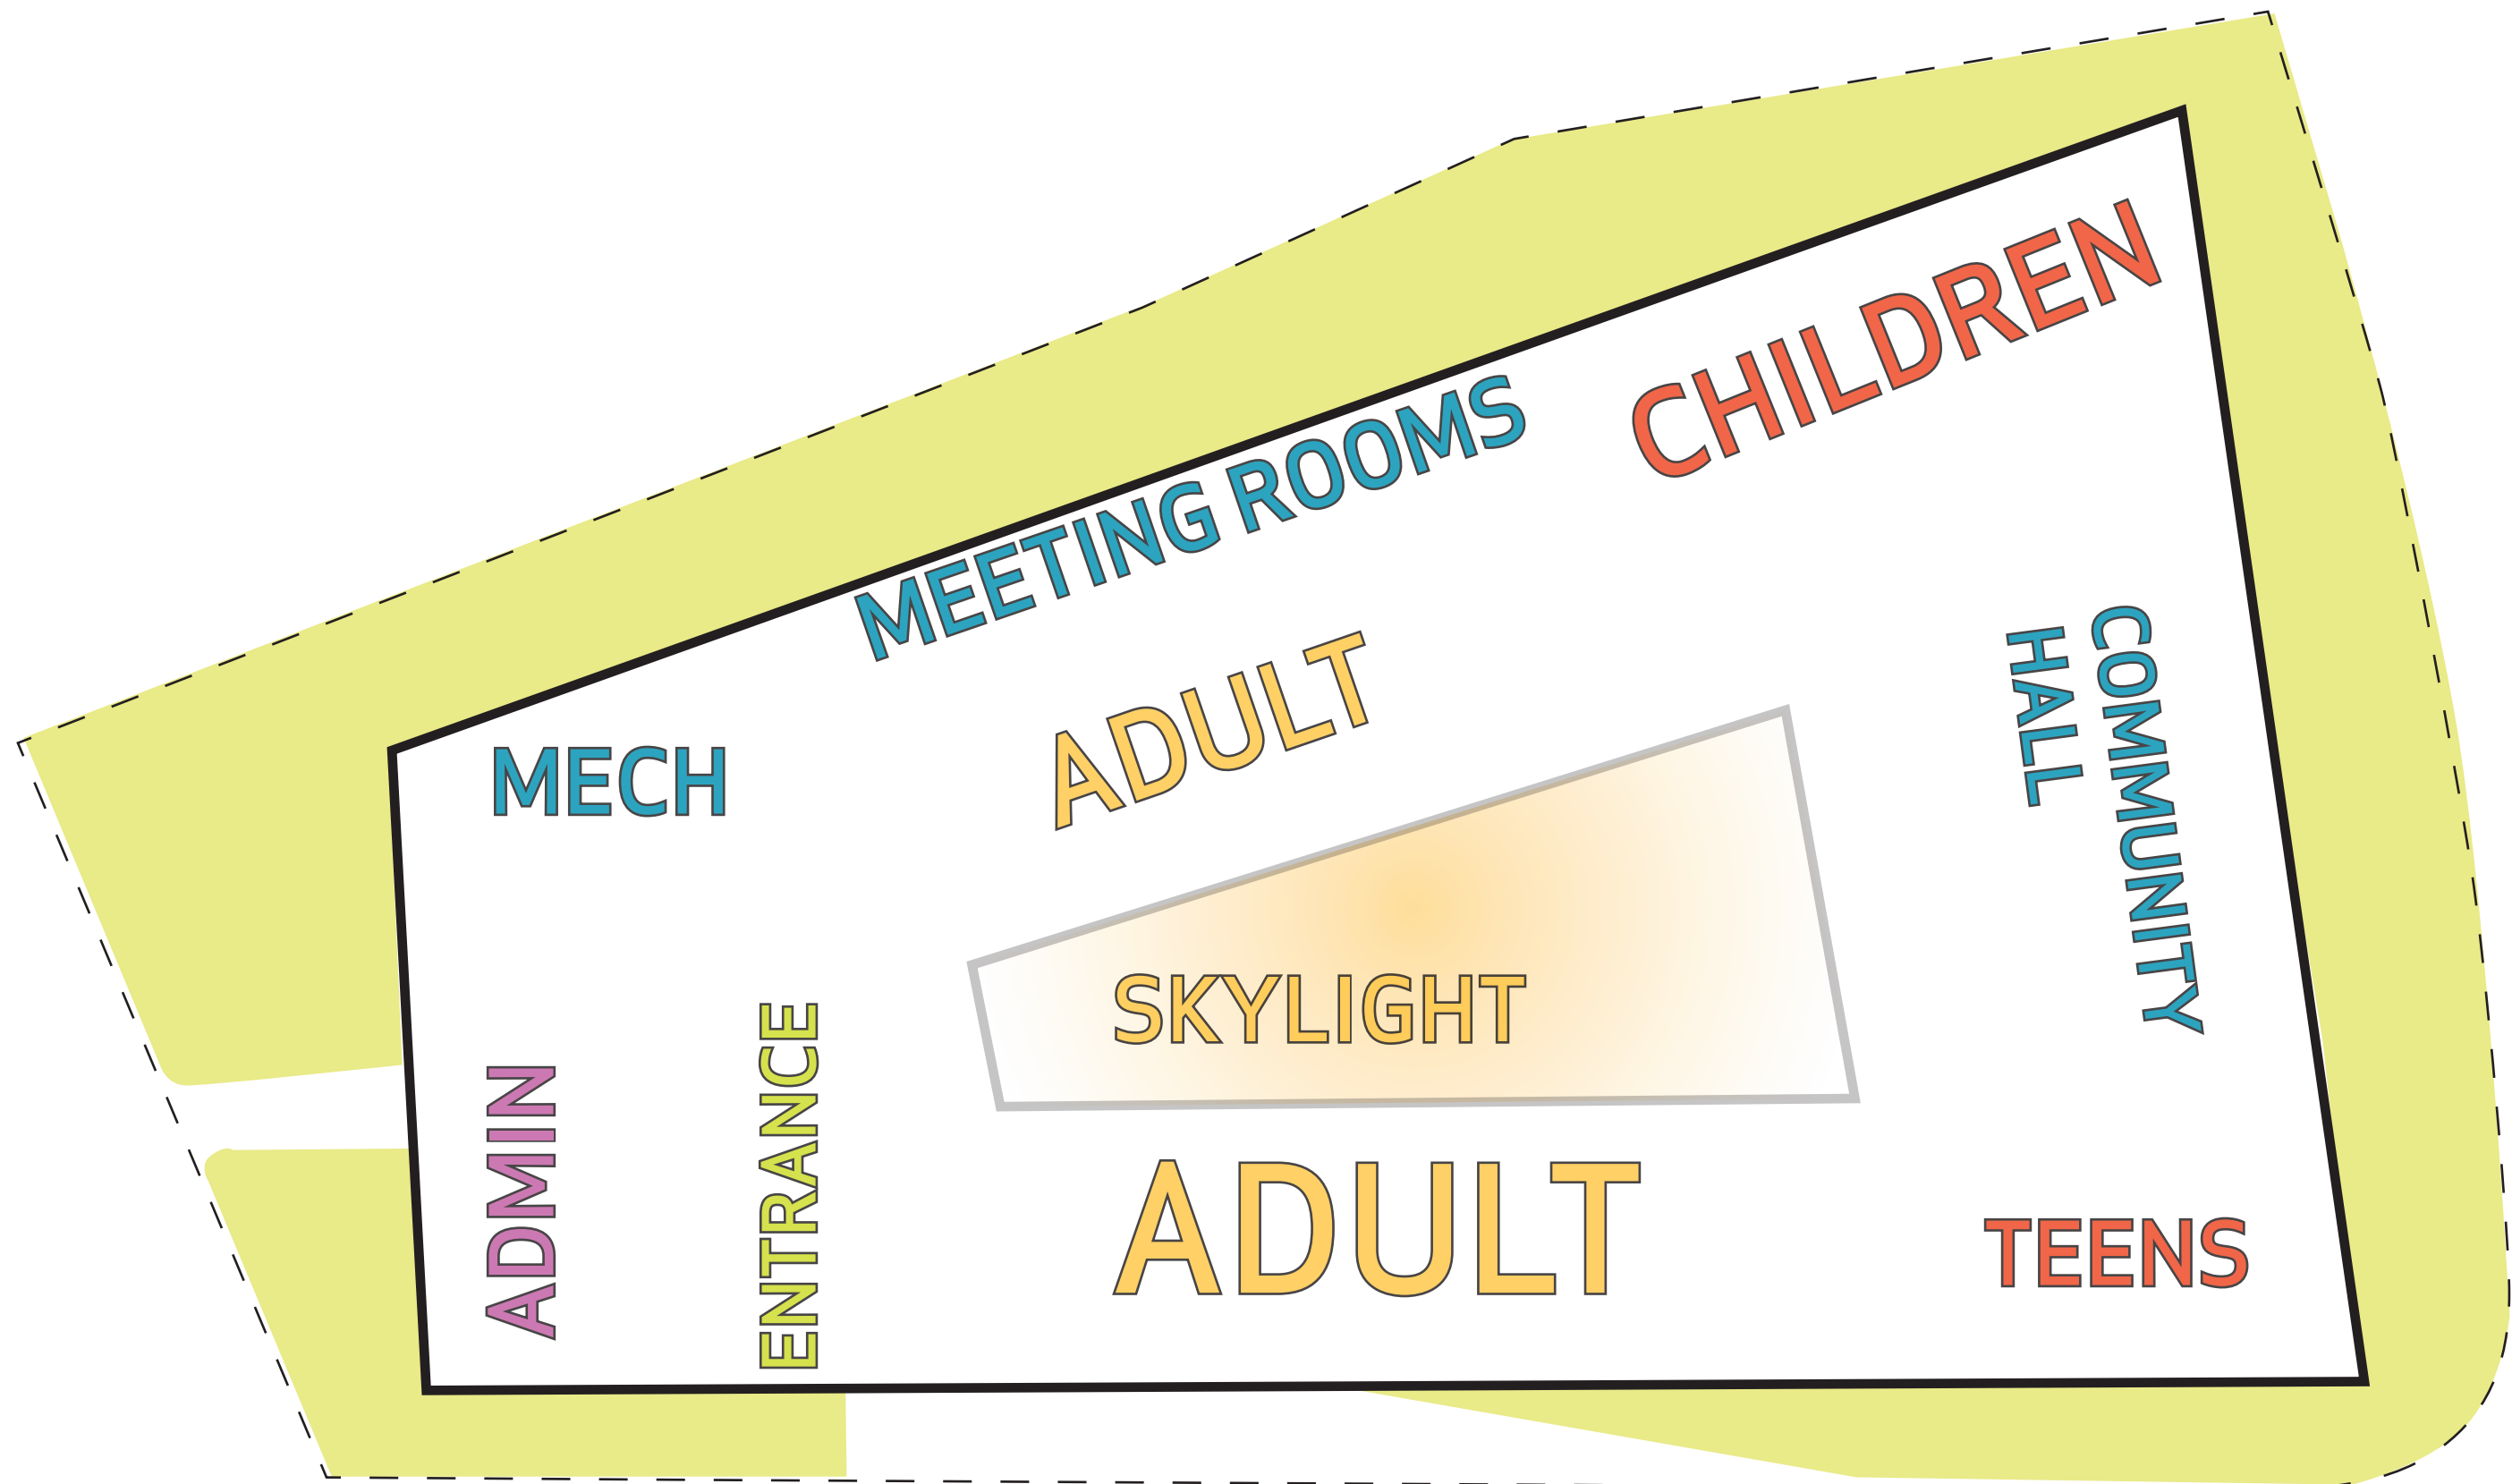 CHILDREN
MEETING ROOMS
ADULT
COMMUNITY
HALL
MECH
SKYLIGHT
ADMIN
ENTRANCE
ADULT
TEENS